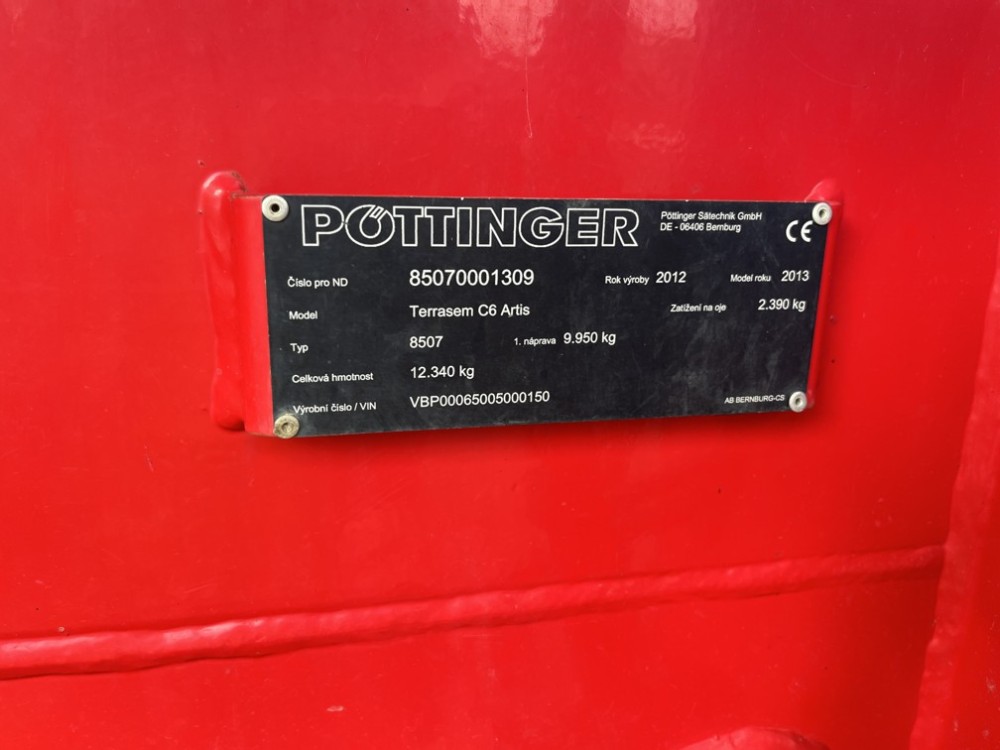 PÖTTINGER
Pöttinger Sätechnik GmbH
DE - 06406 Bernburg
CE
Číslo pro ND 85070001309 Rok výroby 2012 Model roku 2013
Model Terrasem C6 Artis Zatížení na oje 2.390 kg
Typ 8507 1. náprava 9.950 kg
Celková hmotnost 12.340 kg
Výrobní číslo / VIN VBP00065005000150 AB BERNBURG-CS